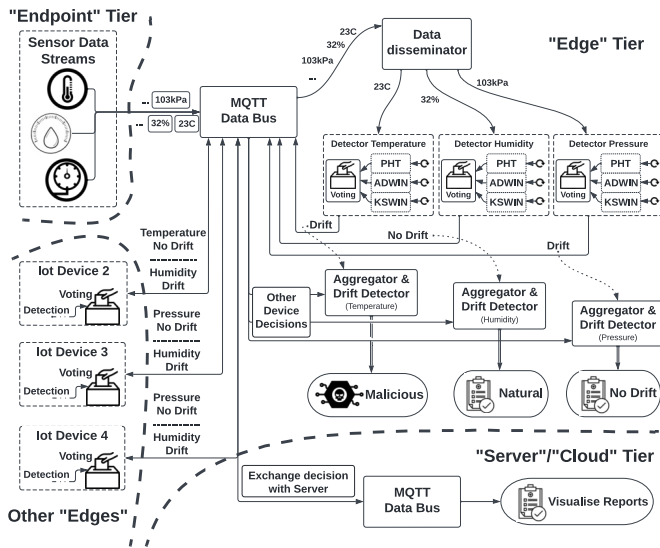 "Endpoint" Tier
Sensor Data
Streams
103kPa
32%
23C
MQTT
Data Bus
23C
32%
103kPa
Data
disseminator
"Edge" Tier
23C
32%
103kPa
Detector Temperature
PHT
ADWIN
KSWIN
Voting
Detector Humidity
PHT
ADWIN
KSWIN
Voting
Detector Pressure
PHT
ADWIN
KSWIN
Voting
Drift
No Drift
Drift
Temperature
No Drift
Humidity
Drift
Iot Device 2
Voting
Detection
Pressure
No Drift
Humidity
Drift
Iot Device 3
Voting
Detection
Pressure
No Drift
Humidity
Drift
Iot Device 4
Voting
Detection
Other "Edges"
Other
Device
Decisions
Aggregator &
Drift Detector
(Temperature)
Aggregator &
Drift Detector
(Humidity)
Aggregator &
Drift Detector
(Pressure)
Malicious
Natural
No Drift
"Server"/"Cloud" Tier
Exchange decision
with Server
MQTT
Data Bus
Visualise Reports